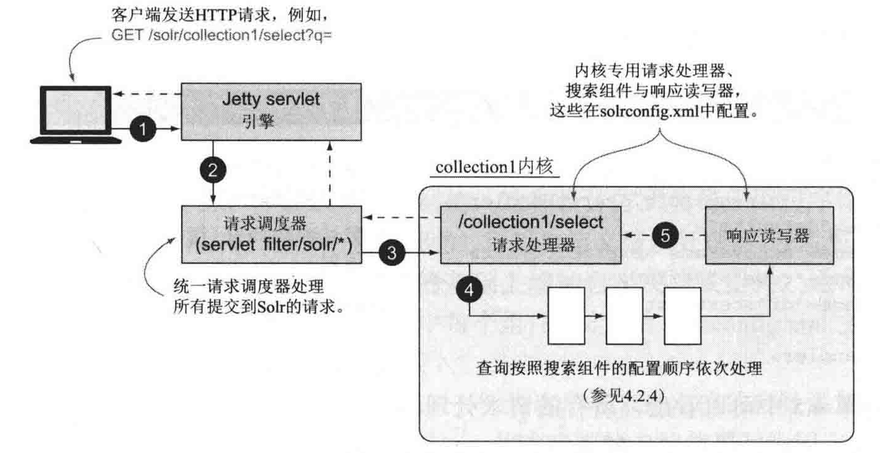 客户端发送HTTP请求，例如，
GET /solr/collection1/select?q=
Jetty servlet
引擎
1
2
内核专用请求处理器、
搜索组件与响应读写器，
这些在solrconfig.xml中配置。
collection1内核
请求调度器
(servlet filter/solr/*)
3
/collection1/select
请求处理器
5
响应读写器
4
统一请求调度器处理
所有提交到Solr的请求。
查询按照搜索组件的配置顺序依次处理
（参见4.2.4）